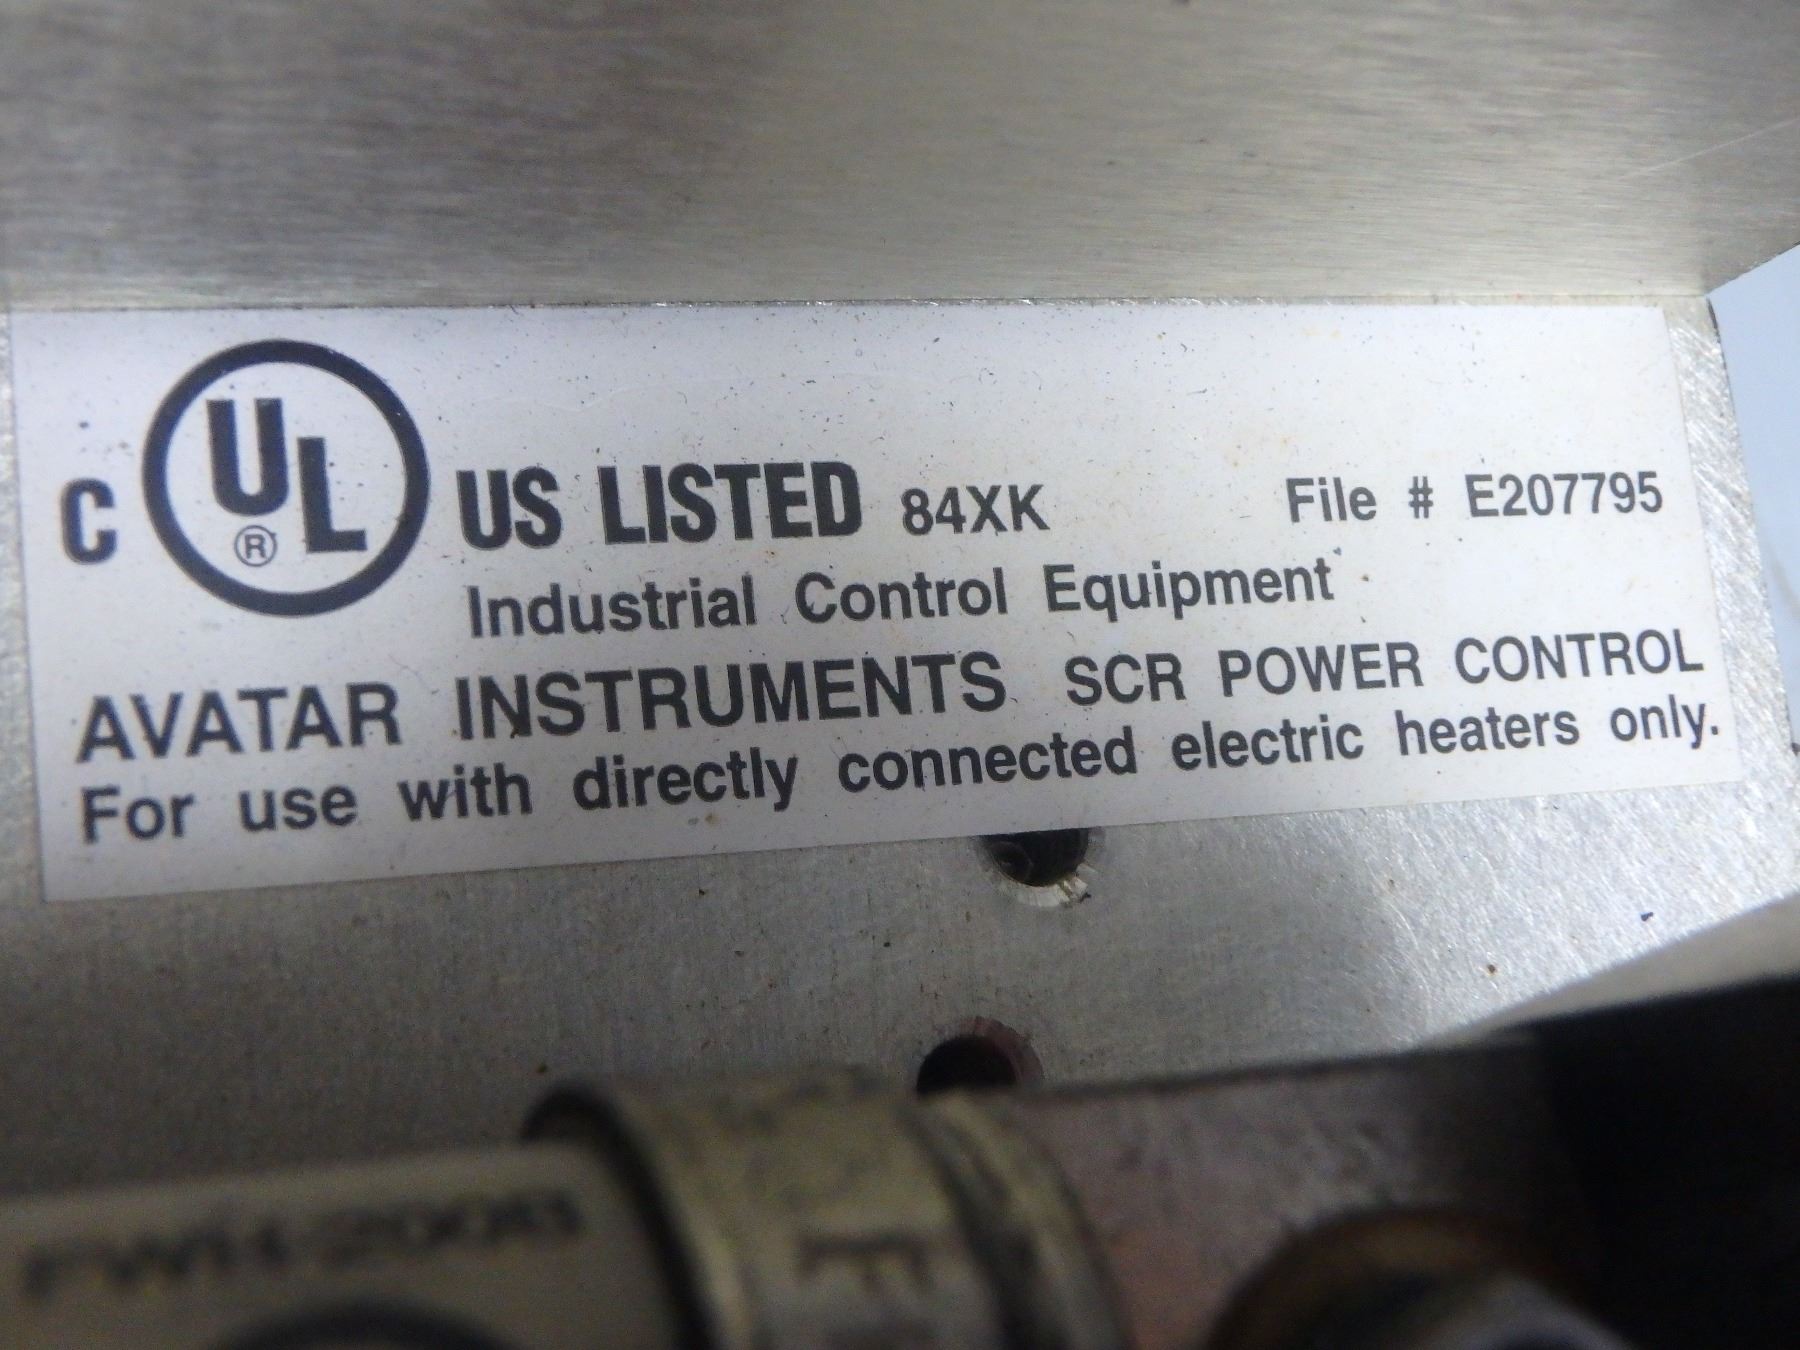 C UL® US LISTED 84XK File # E207795
Industrial Control Equipment
AVATAR INSTRUMENTS SCR POWER CONTROL
For use with directly connected electric heaters only.